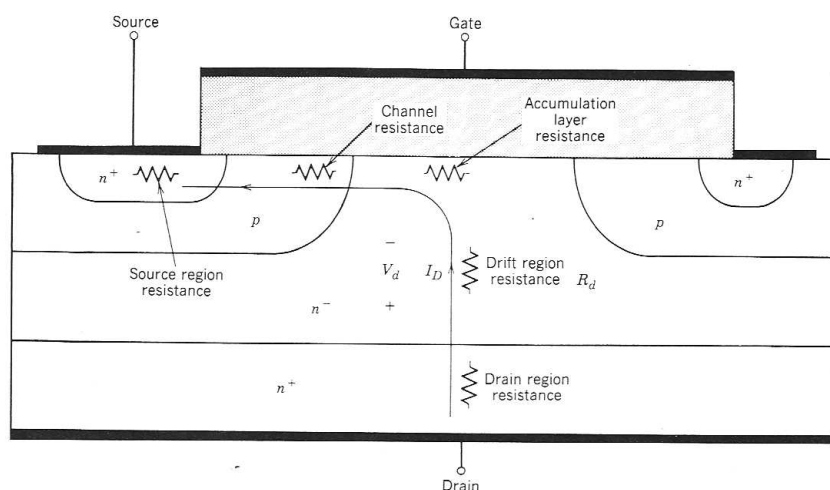 Source
Gate
Channel
resistance
Accumulation
layer
resistance
n+
n+
p
p
Source region
resistance
−
V_d
I_D
Drift region
resistance
R_d
n−
+
Drain region
resistance
n+
Drain